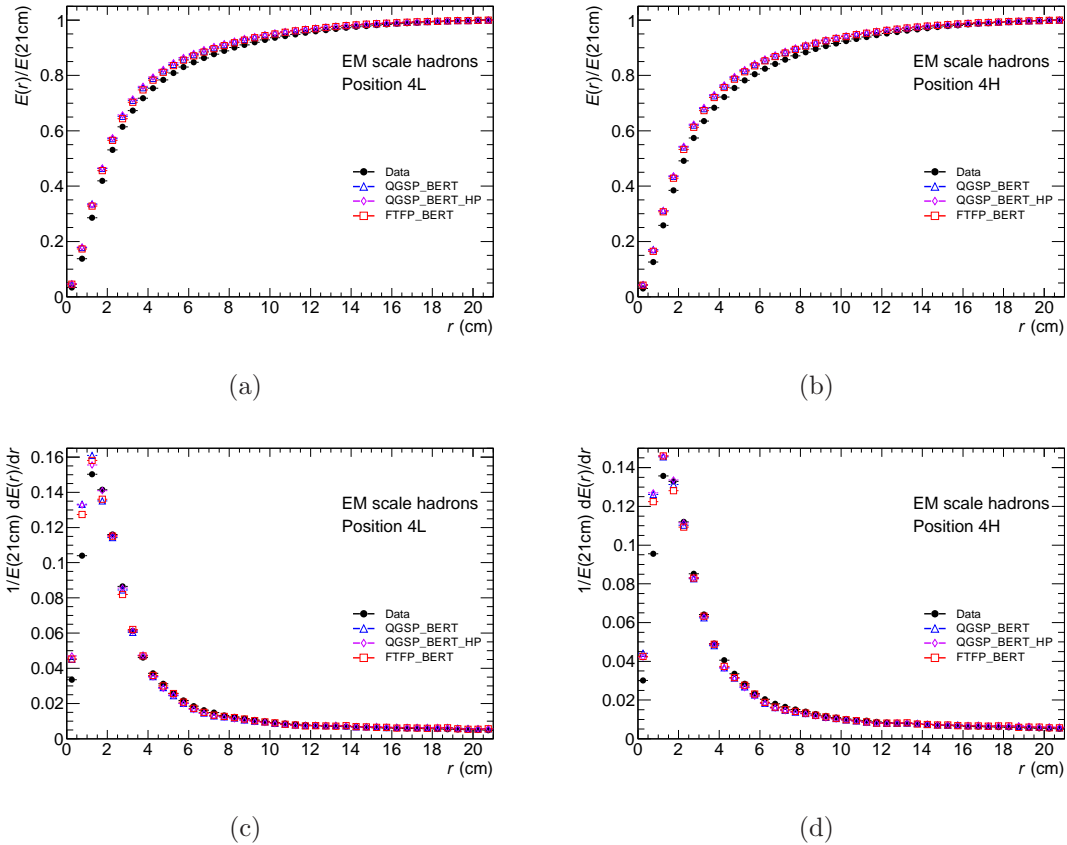 E(r)/E(21cm)
1
0.8
0.6
0.4
0.2
0
EM scale hadrons
Position 4L
Data
QGSP_BERT
QGSP_BERT_HP
FTFP_BERT
0 2 4 6 8 10 12 14 16 18 20
r (cm)
(a)
E(r)/E(21cm)
1
0.8
0.6
0.4
0.2
0
EM scale hadrons
Position 4H
Data
QGSP_BERT
QGSP_BERT_HP
FTFP_BERT
0 2 4 6 8 10 12 14 16 18 20
r (cm)
(b)
1/E(21cm) dE(r)/dr
0.16
0.14
0.12
0.1
0.08
0.06
0.04
0.02
0
EM scale hadrons
Position 4L
Data
QGSP_BERT
QGSP_BERT_HP
FTFP_BERT
0 2 4 6 8 10 12 14 16 18 20
r (cm)
(c)
1/E(21cm) dE(r)/dr
0.14
0.12
0.1
0.08
0.06
0.04
0.02
0
EM scale hadrons
Position 4H
Data
QGSP_BERT
QGSP_BERT_HP
FTFP_BERT
0 2 4 6 8 10 12 14 16 18 20
r (cm)
(d)